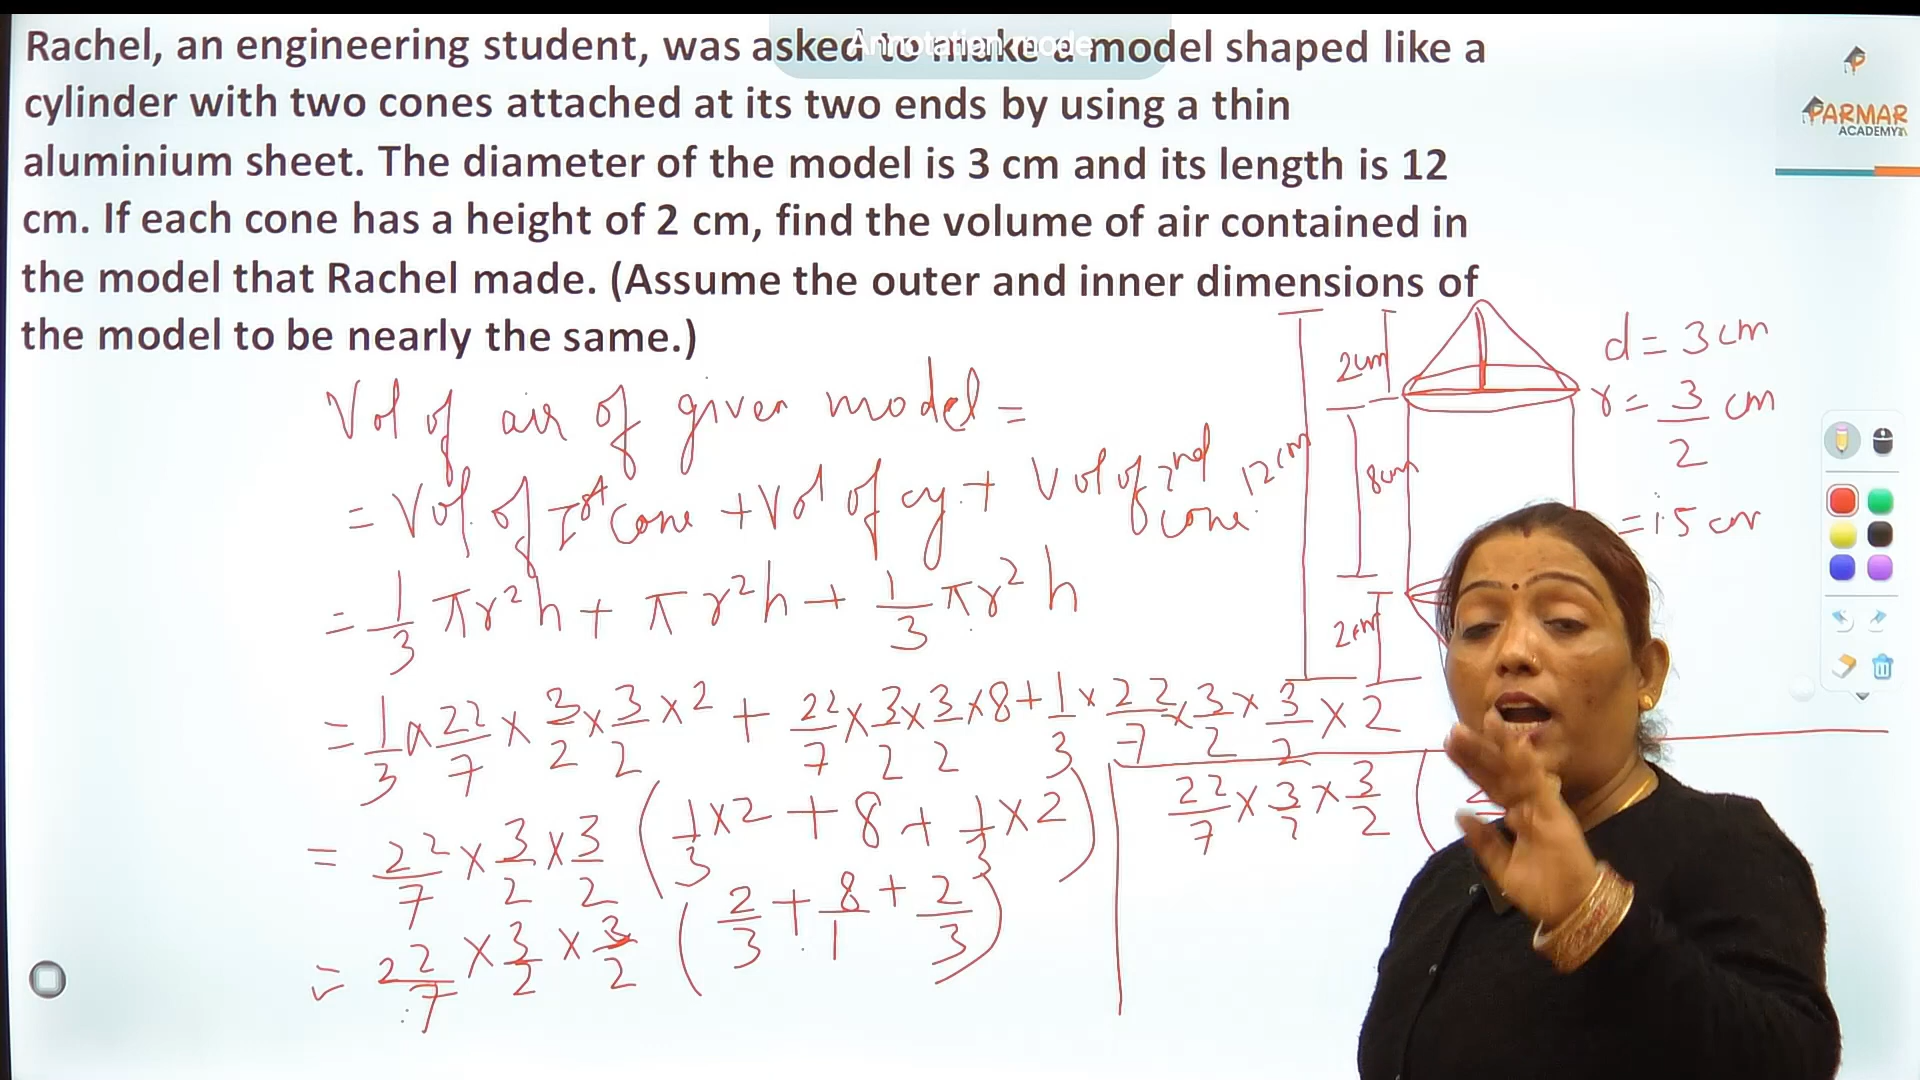 Annotation mode
Rachel, an engineering student, was asked to make a model shaped like a
cylinder with two cones attached at its two ends by using a thin
aluminium sheet. The diameter of the model is 3 cm and its length is 12
cm. If each cone has a height of 2 cm, find the volume of air contained in
the model that Rachel made. (Assume the outer and inner dimensions of
the model to be nearly the same.)
PARMAR
ACADEMY
d = 3 cm
r = 3/2 cm
= 1.5 cm
2cm
8cm
12cm
2cm
Vol of air of given model =
= Vol. of Ist Cone + Vol of cy. + Vol of 2nd cone.
= 1/3 πr²h + πr²h + 1/3 πr²h
= 1/3 × 22/7 × 3/2 × 3/2 × 2 + 22/7 × 3/2 × 3/2 × 8 + 1/3 × 22/7 × 3/2 × 3/2 × 2
= 22/7 × 3/2 × 3/2 (1/3 × 2 + 8 + 1/3 × 2)
= 22/7 × 3/2 × 3/2 (2/3 + 8/1 + 2/3)
22/7 × 3/2 × 3/2 (